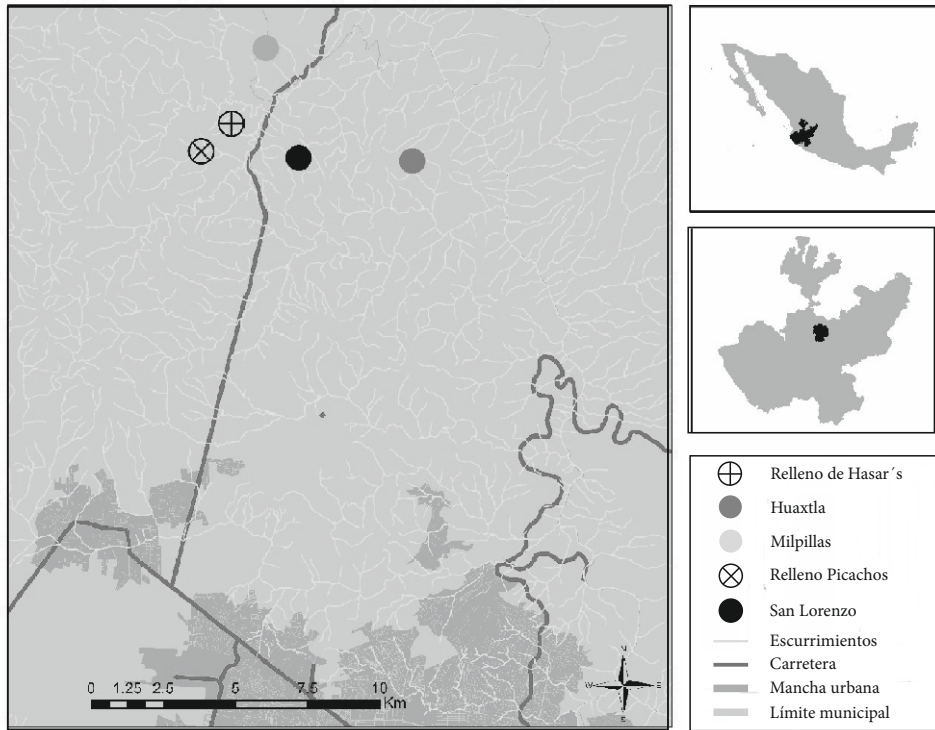 Relleno de Hasar´s
Huaxtla
Milpillas
Relleno Picachos
San Lorenzo
Escurrimientos
Carretera
Mancha urbana
Límite municipal
0 1.25 2.5 5 7.5 10
Km
N
W E
S